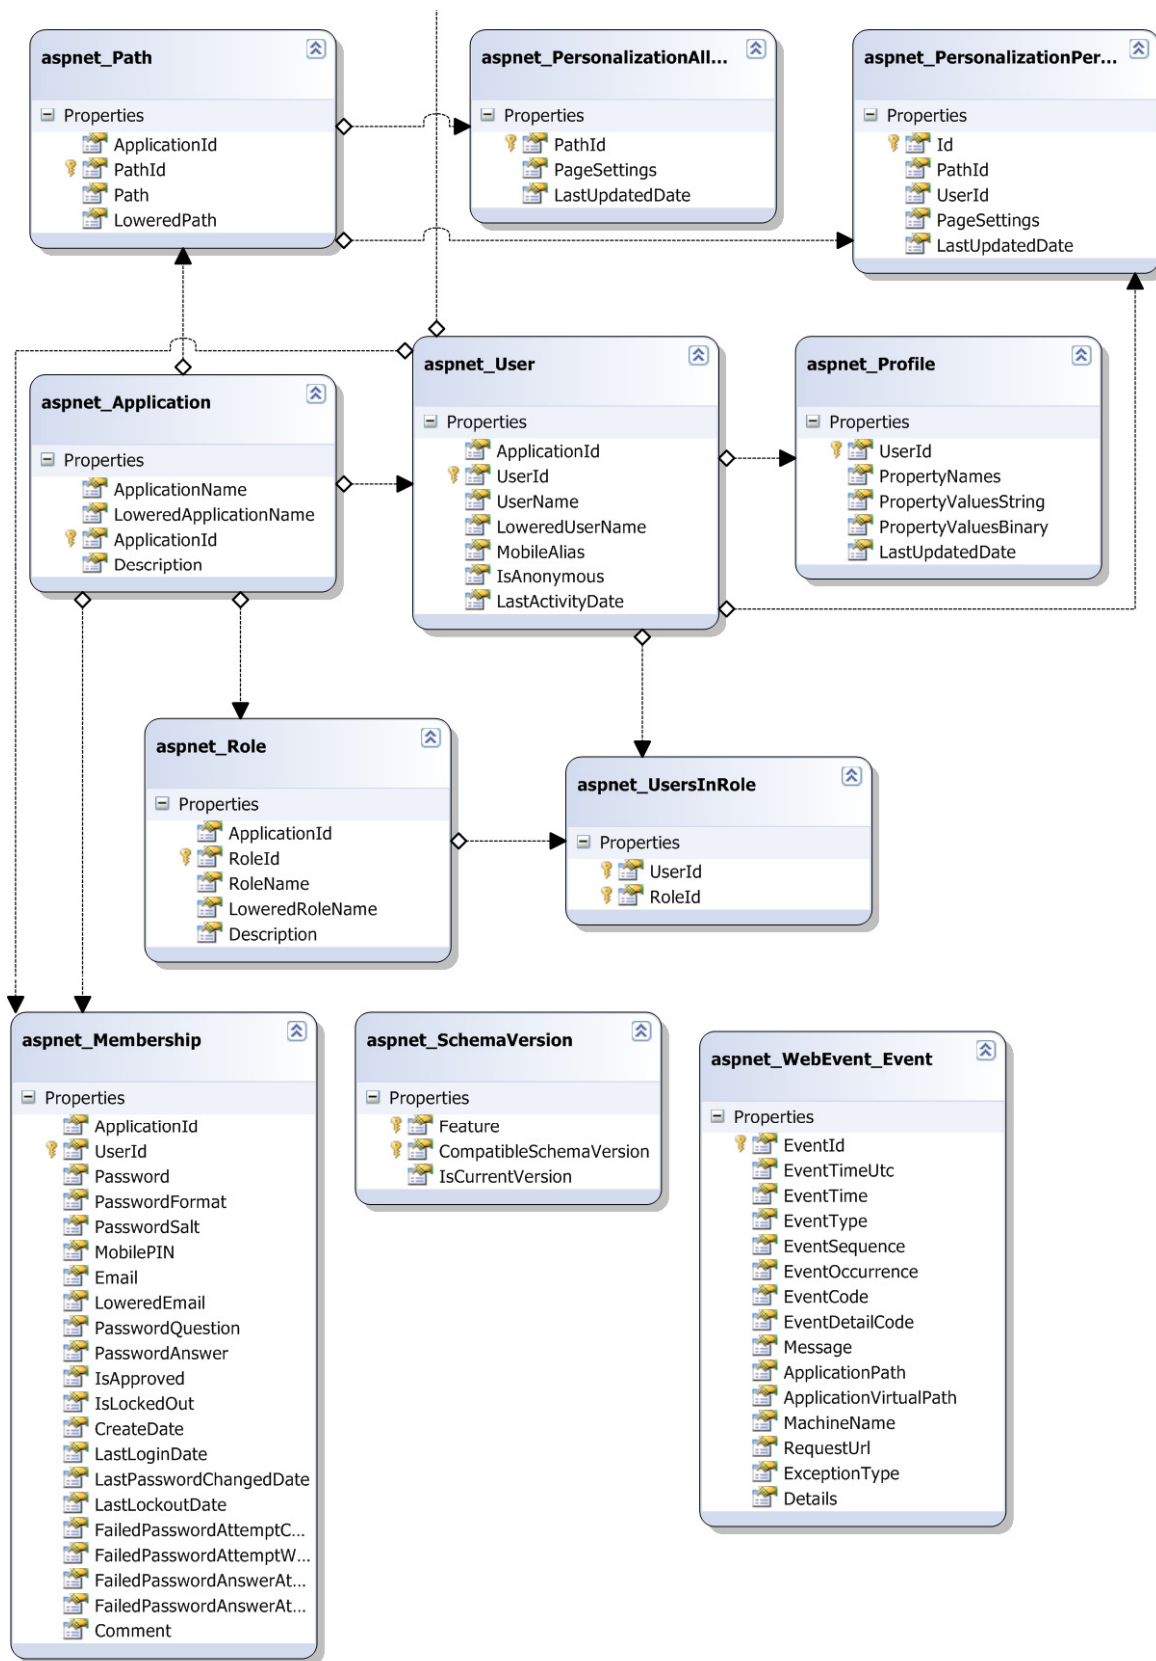 aspnet_Path
Properties
ApplicationId
PathId
Path
LoweredPath
aspnet_PersonalizationAll...
Properties
PathId
PageSettings
LastUpdatedDate
aspnet_PersonalizationPer...
Properties
Id
PathId
UserId
PageSettings
LastUpdatedDate
aspnet_Application
Properties
ApplicationName
LoweredApplicationName
ApplicationId
Description
aspnet_User
Properties
ApplicationId
UserId
UserName
LoweredUserName
MobileAlias
IsAnonymous
LastActivityDate
aspnet_Profile
Properties
UserId
PropertyNames
PropertyValuesString
PropertyValuesBinary
LastUpdatedDate
aspnet_Role
Properties
ApplicationId
RoleId
RoleName
LoweredRoleName
Description
aspnet_UsersInRole
Properties
UserId
RoleId
aspnet_Membership
Properties
ApplicationId
UserId
Password
PasswordFormat
PasswordSalt
MobilePIN
Email
LoweredEmail
PasswordQuestion
PasswordAnswer
IsApproved
IsLockedOut
CreateDate
LastLoginDate
LastPasswordChangedDate
LastLockoutDate
FailedPasswordAttemptC...
FailedPasswordAttemptW...
FailedPasswordAnswerAt...
FailedPasswordAnswerAt...
Comment
aspnet_SchemaVersion
Properties
Feature
CompatibleSchemaVersion
IsCurrentVersion
aspnet_WebEvent_Event
Properties
EventId
EventTimeUtc
EventTime
EventType
EventSequence
EventOccurrence
EventCode
EventDetailCode
Message
ApplicationPath
ApplicationVirtualPath
MachineName
RequestUrl
ExceptionType
Details